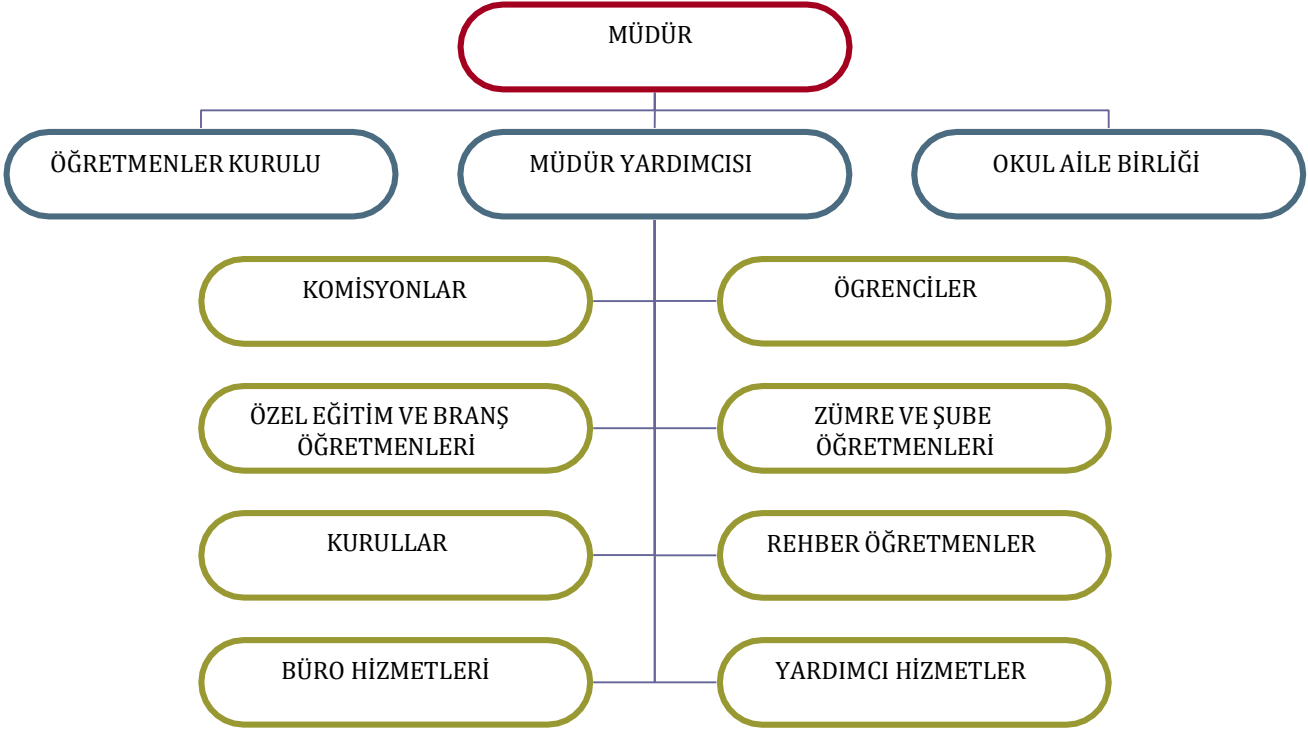 MÜDÜR
ÖĞRETMENLER KURULU
MÜDÜR YARDIMCISI
OKUL AİLE BİRLİĞİ
KOMİSYONLAR
ÖGRENCİLER
ÖZEL EĞİTİM VE BRANŞ
ÖĞRETMENLERİ
ZÜMRE VE ŞUBE
ÖĞRETMENLERİ
KURULLAR
REHBER ÖĞRETMENLER
BÜRO HİZMETLERİ
YARDIMCI HİZMETLER